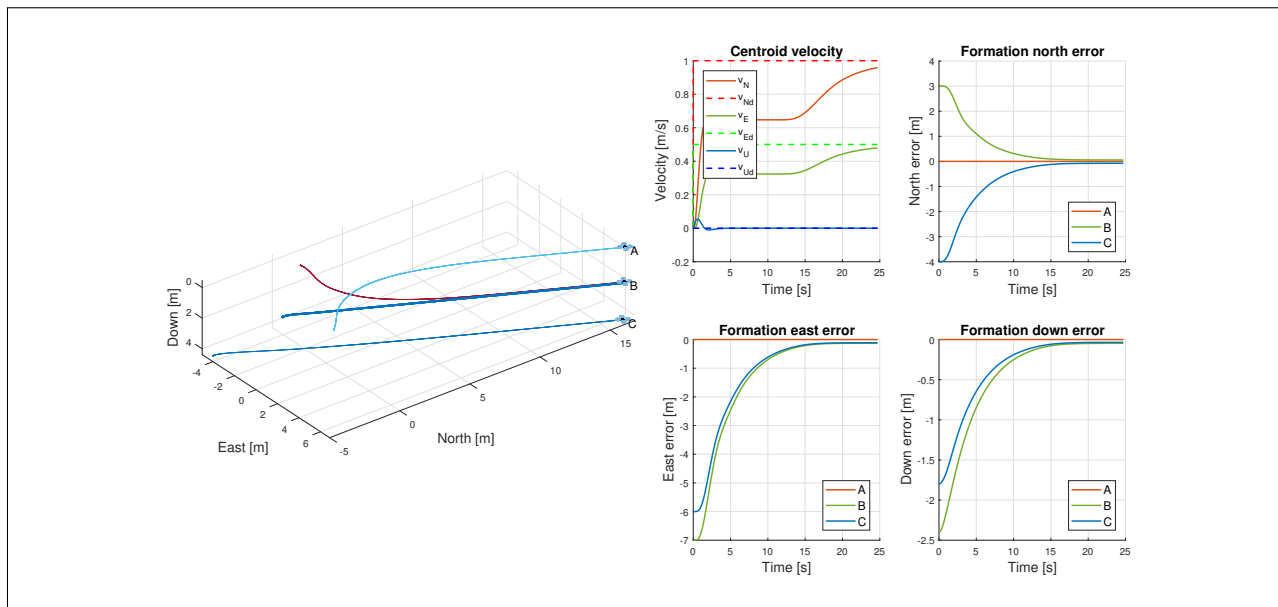 0
2
4
Down [m]
-4
-2
0
2
4
6
East [m]
-5
0
5
10
15
North [m]
A
B
C
Centroid velocity
1
0.8
0.6
0.4
0.2
0
-0.2
Velocity [m/s]
v_N
v_Nd
v_E
v_Ed
v_U
v_Ud
0 5 10 15 20 25
Time [s]
Formation north error
4
3
2
1
0
-1
-2
-3
-4
North error [m]
A
B
C
0 5 10 15 20 25
Time [s]
Formation east error
0
-1
-2
-3
-4
-5
-6
-7
East error [m]
A
B
C
0 5 10 15 20 25
Time [s]
Formation down error
0
-0.5
-1
-1.5
-2
-2.5
Down error [m]
A
B
C
0 5 10 15 20 25
Time [s]